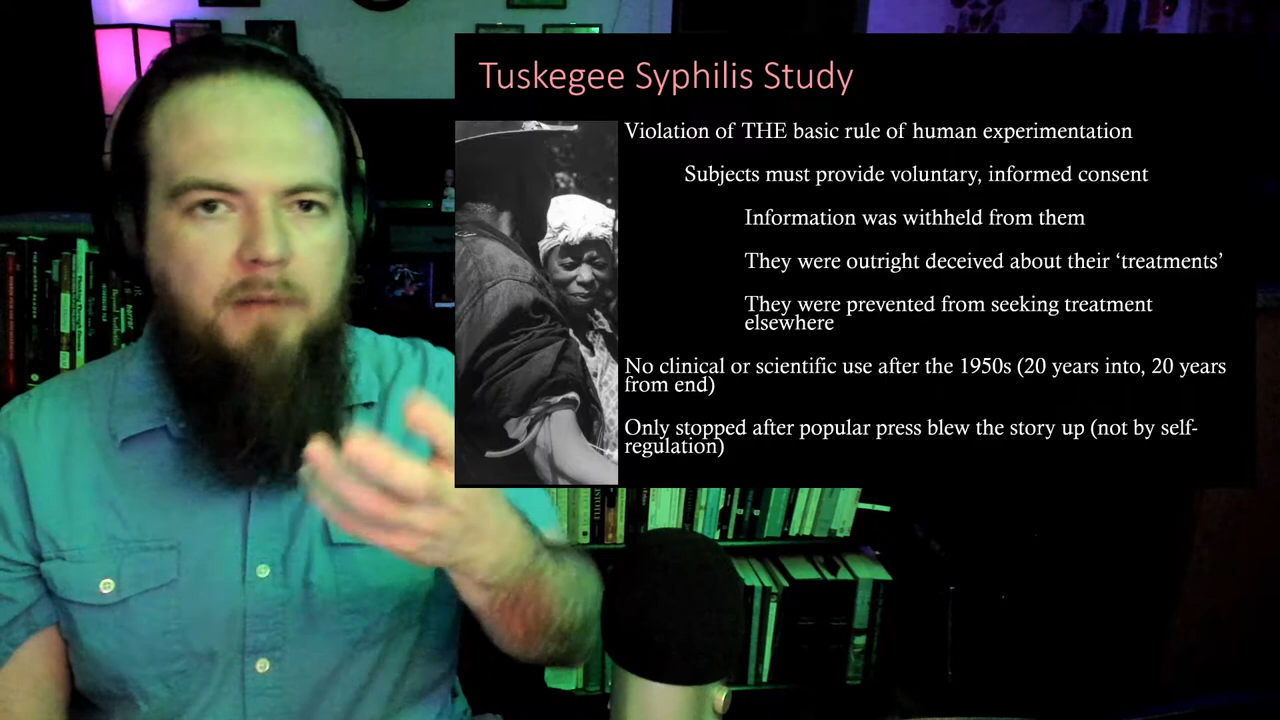 Tuskegee Syphilis Study
Violation of THE basic rule of human experimentation
Subjects must provide voluntary, informed consent
Information was withheld from them
They were outright deceived about their ‘treatments’
They were prevented from seeking treatment
elsewhere
No clinical or scientific use after the 1950s (20 years into, 20 years
from end)
Only stopped after popular press blew the story up (not by self-
regulation)